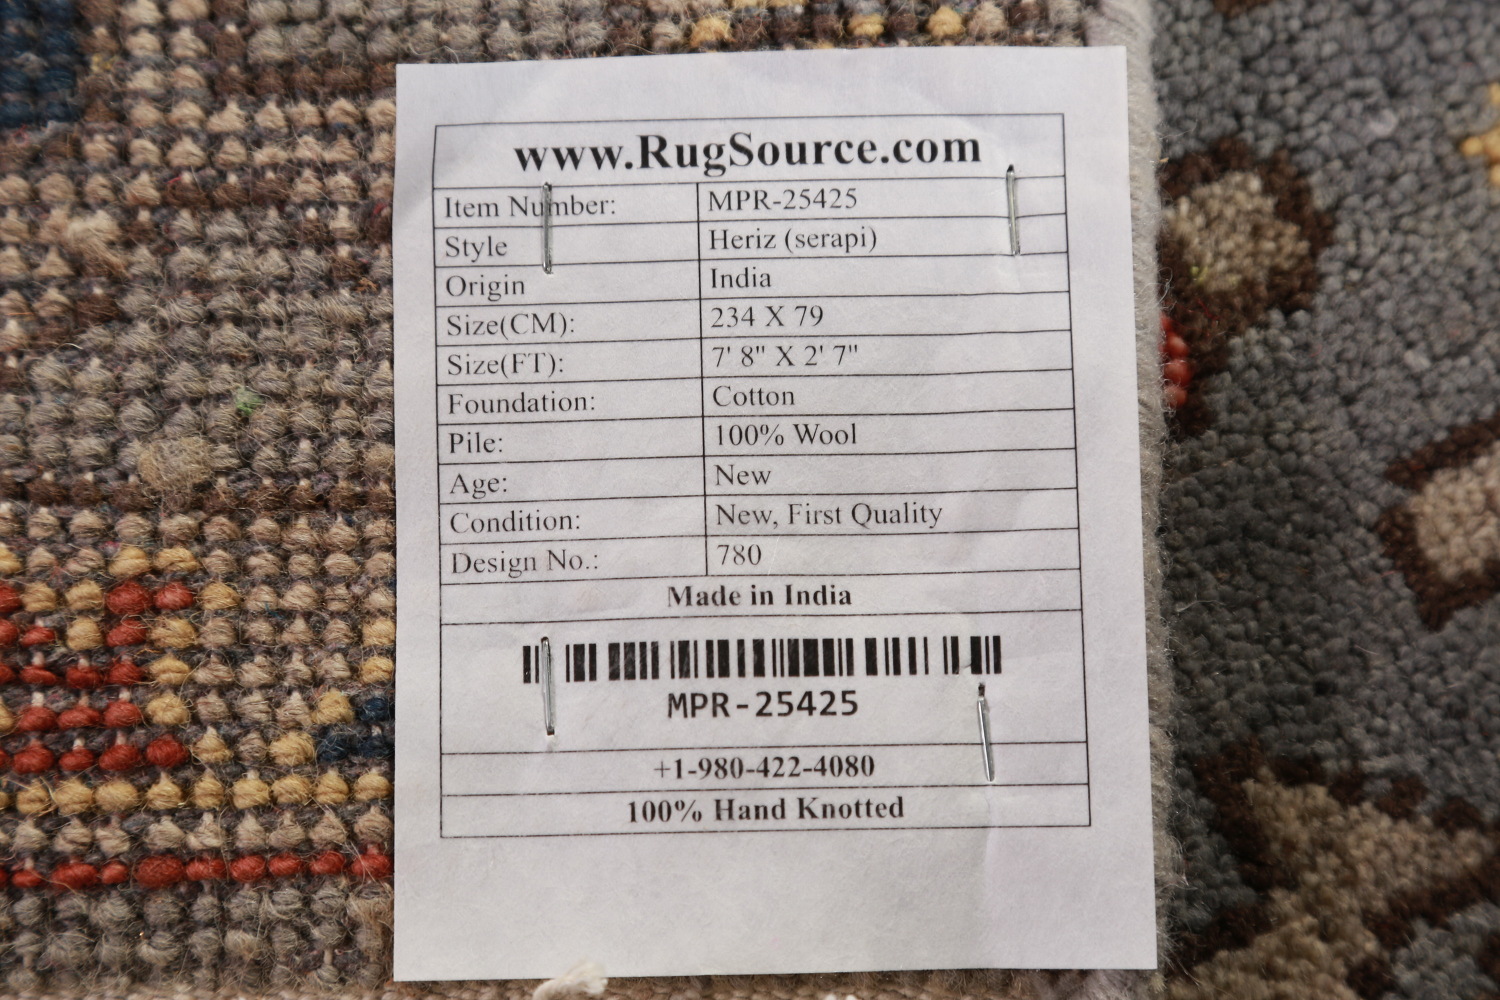 www.RugSource.com
Item Number: MPR-25425
Style Heriz (serapi)
Origin India
Size(CM): 234 X 79
Size(FT): 7' 8" X 2' 7"
Foundation: Cotton
Pile: 100% Wool
Age: New
Condition: New, First Quality
Design No.: 780
Made in India
MPR-25425
+1-980-422-4080
100% Hand Knotted